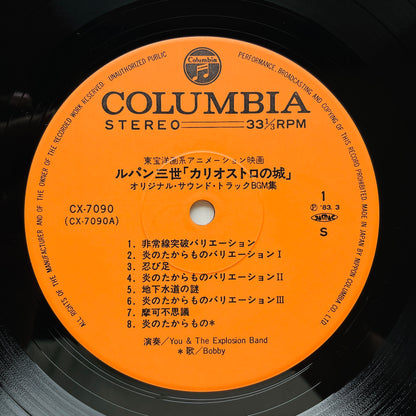 ALL RIGHTS OF THE MANUFACTURER AND OF THE OWNER OF THE RECORDED WORK RESERVED. UNAUTHORIZED PUBLIC PERFORMANCE, BROADCASTING AND COPYING OF THIS RECORD PROHIBITED. MADE IN JAPAN BY NIPPON COLUMBIA CO., LTD.
Columbia
COLUMBIA
STEREO 33⅓RPM
東宝洋画系アニメーション映画
ルパン三世「カリオストロの城」
オリジナル・サウンド・トラックBGM集
CX-7090
(CX-7090A)
1
Ⓟ '83. 3
S
1. 非常線突破バリエーション
2. 炎のたからものバリエーションⅠ
3. 忍び足
4. 炎のたからものバリエーションⅡ
5. 地下水道の謎
6. 炎のたからものバリエーションⅢ
7. 摩可不思議
8. 炎のたからもの*
演奏/You & The Explosion Band
*歌/Bobby